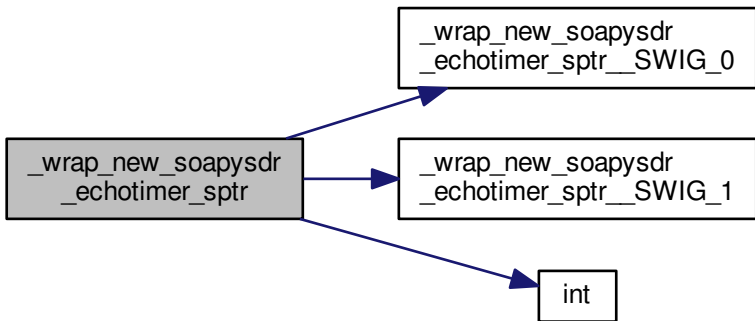 _wrap_new_soapysdr
_echotimer_sptr__SWIG_0
_wrap_new_soapysdr
_echotimer_sptr
_wrap_new_soapysdr
_echotimer_sptr__SWIG_1
int